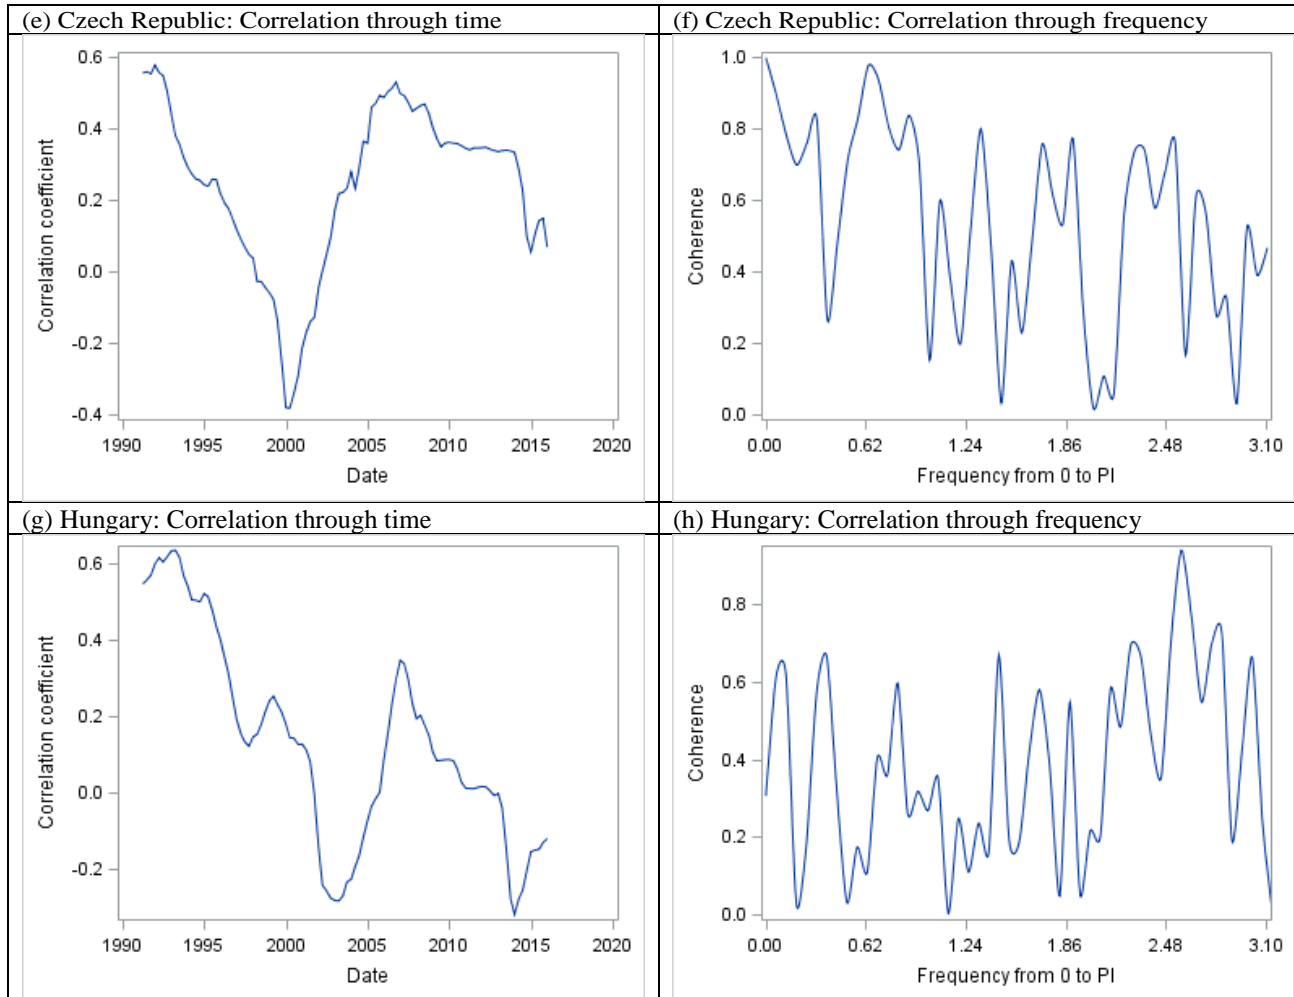 (e) Czech Republic: Correlation through time
(f) Czech Republic: Correlation through frequency
0.6
0.4
0.2
0.0
-0.2
-0.4
Correlation coefficient
1990 1995 2000 2005 2010 2015 2020
Date
1.0
0.8
0.6
0.4
0.2
0.0
Coherence
0.00 0.62 1.24 1.86 2.48 3.10
Frequency from 0 to PI
(g) Hungary: Correlation through time
(h) Hungary: Correlation through frequency
0.6
0.4
0.2
0.0
-0.2
Correlation coefficient
1990 1995 2000 2005 2010 2015 2020
Date
0.8
0.6
0.4
0.2
0.0
Coherence
0.00 0.62 1.24 1.86 2.48 3.10
Frequency from 0 to PI